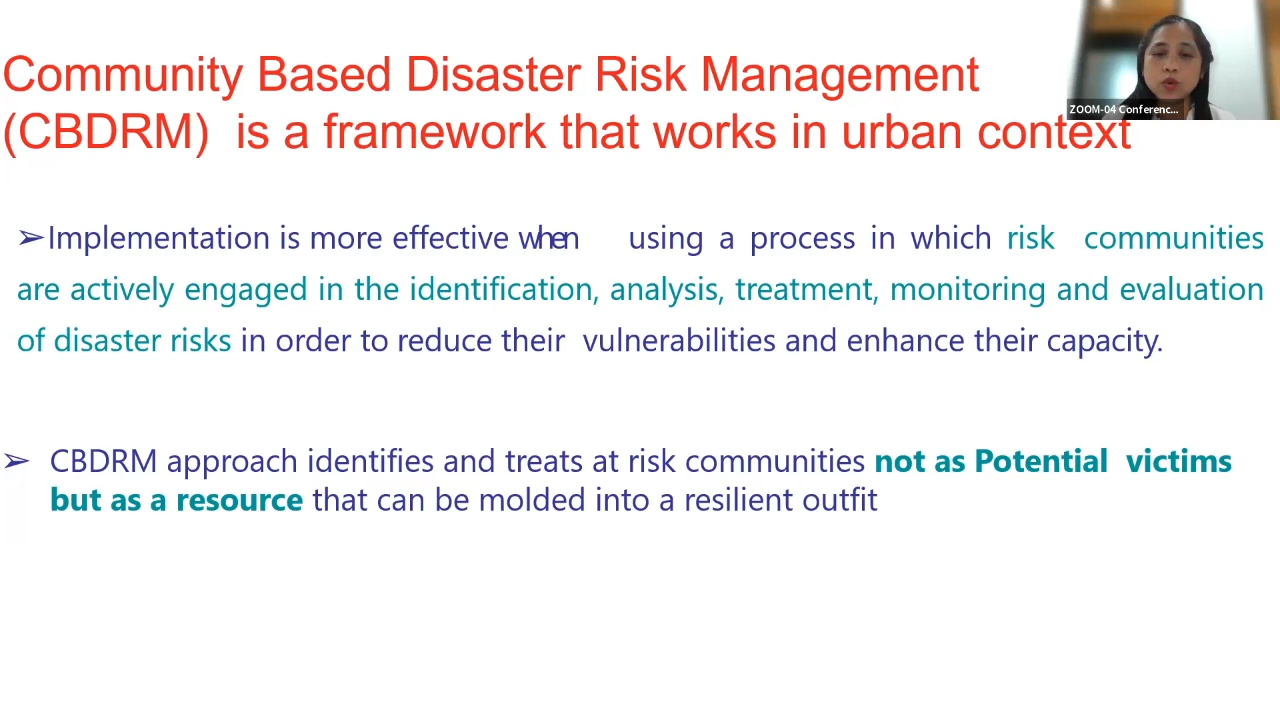 Community Based Disaster Risk Management
(CBDRM) is a framework that works in urban context
ZOOM-04 Conferenc...
➢Implementation is more effective when using a process in which risk communities
are actively engaged in the identification, analysis, treatment, monitoring and evaluation
of disaster risks in order to reduce their vulnerabilities and enhance their capacity.
➢ CBDRM approach identifies and treats at risk communities not as Potential victims
but as a resource that can be molded into a resilient outfit